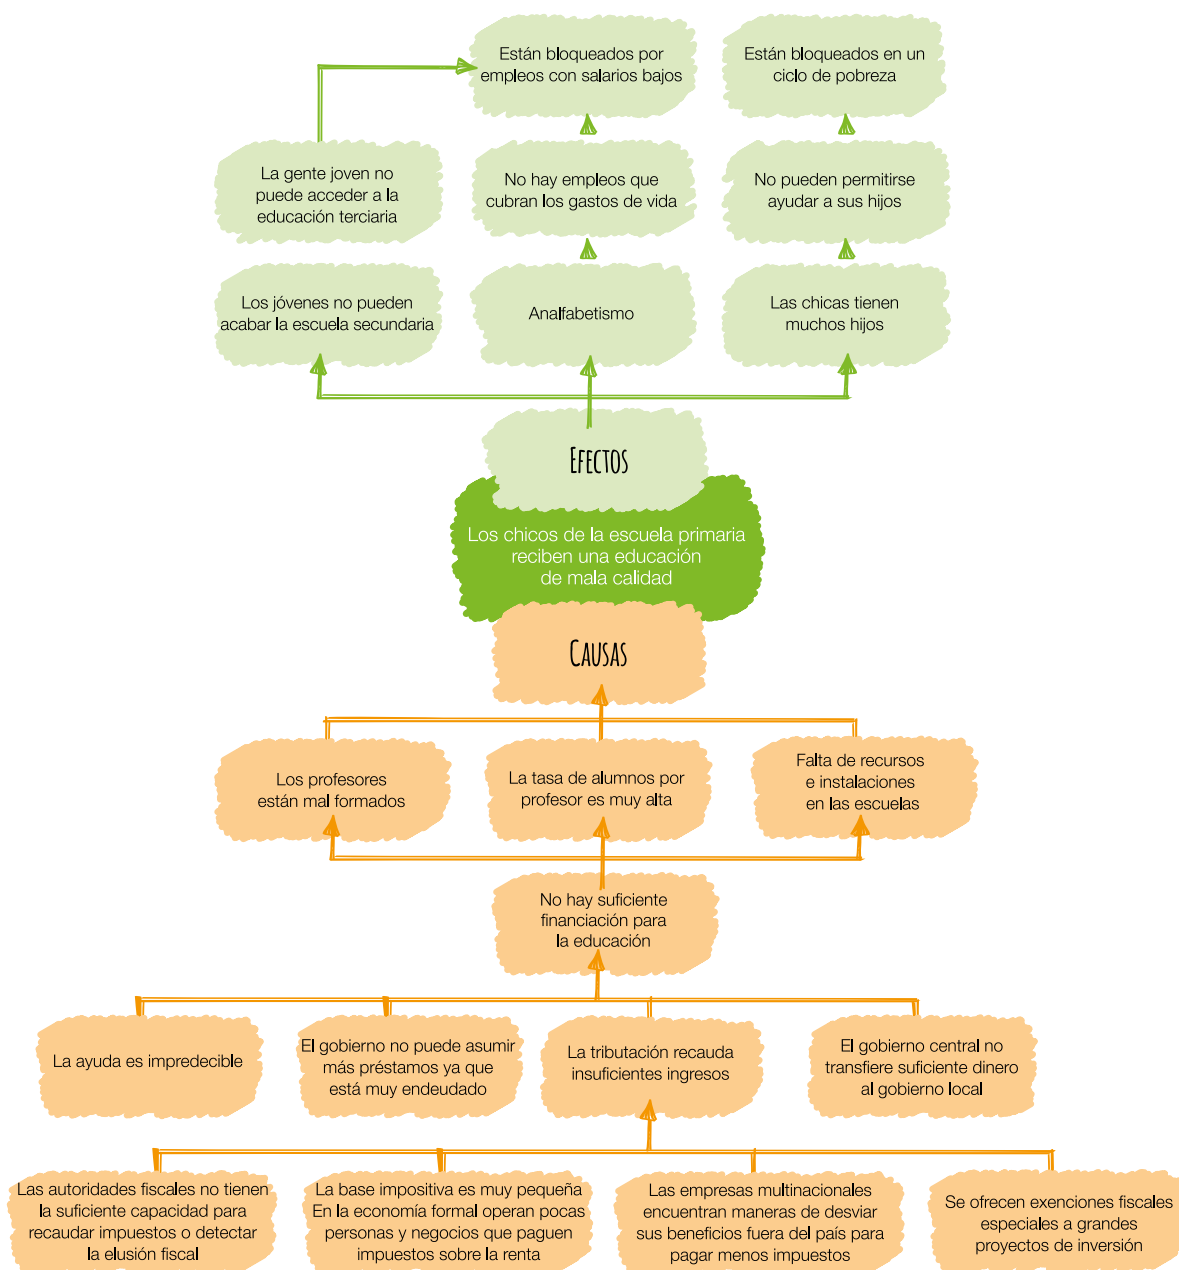 Están bloqueados por
empleos con salarios bajos
Están bloqueados en un
ciclo de pobreza
La gente joven no
puede acceder a la
educación terciaria
No hay empleos que
cubran los gastos de vida
No pueden permitirse
ayudar a sus hijos
Los jóvenes no pueden
acabar la escuela secundaria
Analfabetismo
Las chicas tienen
muchos hijos
EFECTOS
Los chicos de la escuela primaria
reciben una educación
de mala calidad
CAUSAS
Los profesores
están mal formados
La tasa de alumnos por
profesor es muy alta
Falta de recursos
e instalaciones
en las escuelas
No hay suficiente
financiación para
la educación
La ayuda es impredecible
El gobierno no puede asumir
más préstamos ya que
está muy endeudado
La tributación recauda
insuficientes ingresos
El gobierno central no
transfiere suficiente dinero
al gobierno local
Las autoridades fiscales no tienen
la suficiente capacidad para
recaudar impuestos o detectar
la elusión fiscal
La base impositiva es muy pequeña
En la economía formal operan pocas
personas y negocios que paguen
impuestos sobre la renta
Las empresas multinacionales
encuentran maneras de desviar
sus beneficios fuera del país para
pagar menos impuestos
Se ofrecen exenciones fiscales
especiales a grandes
proyectos de inversión